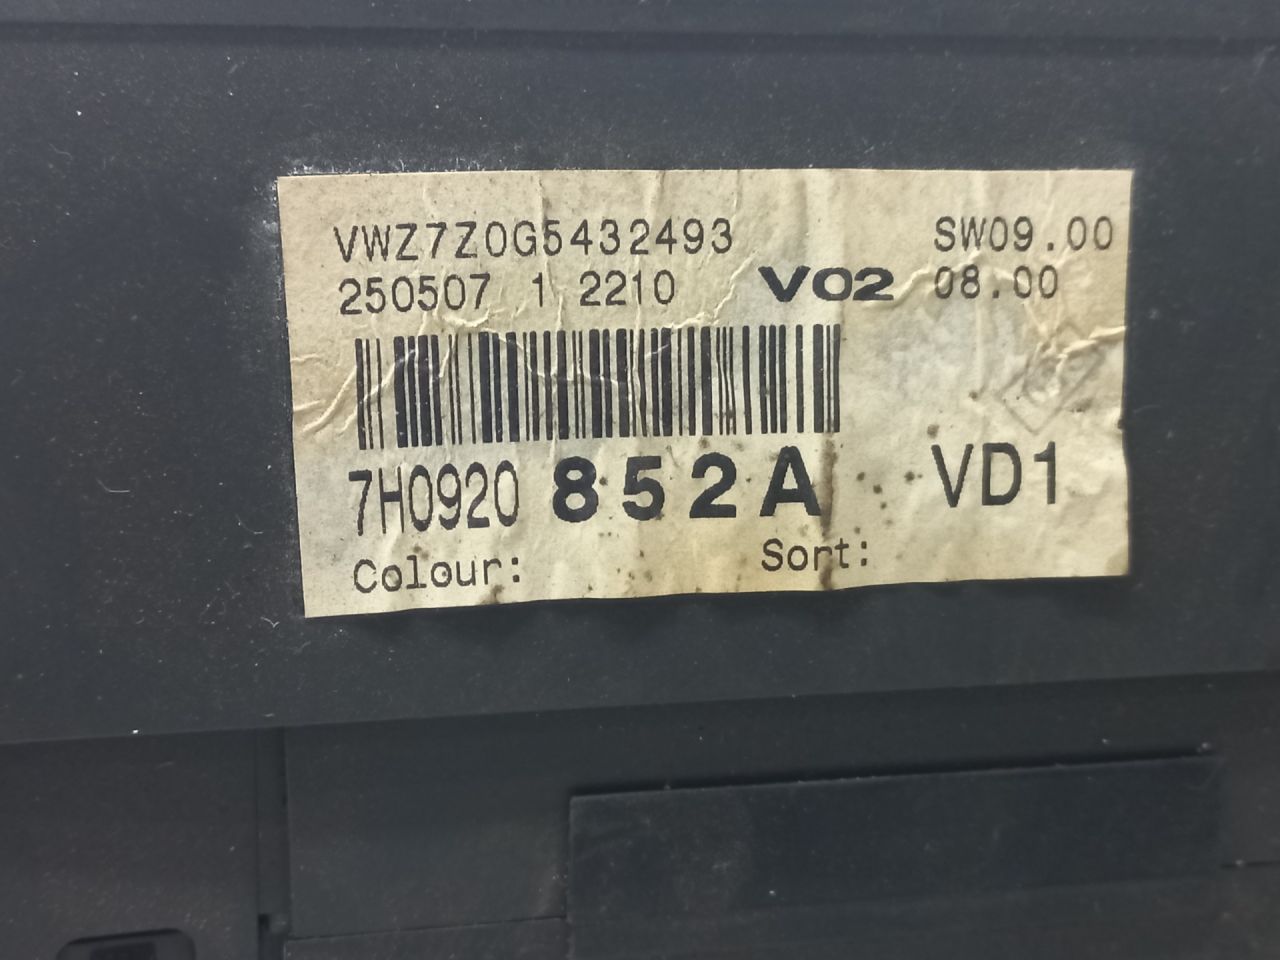 VWZ7Z0G5432493 SW09.00
250507 1 2210 V02 08.00
7H0920 852A VD1
Colour: Sort: